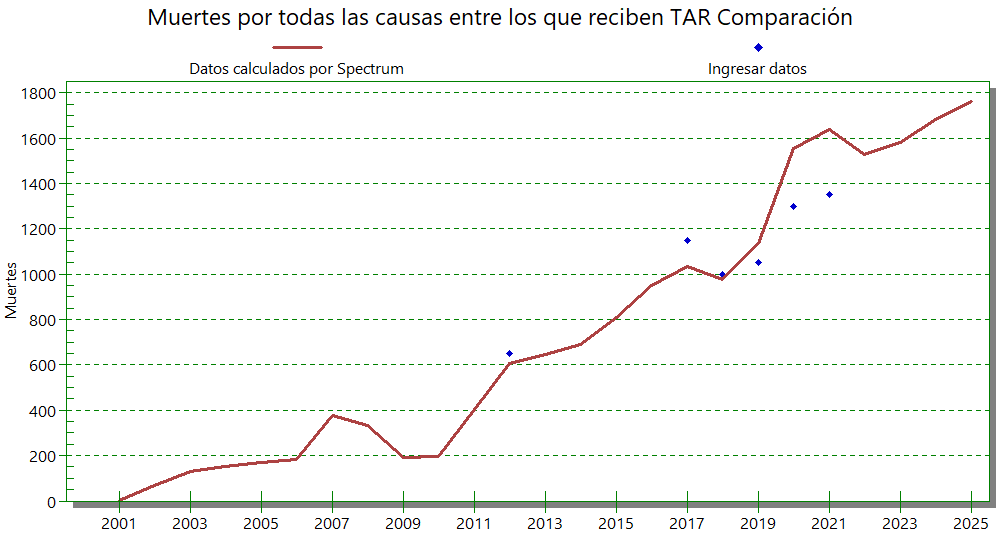 Muertes por todas las causas entre los que reciben TAR Comparación
Datos calculados por Spectrum
Ingresar datos
1800
1600
1400
1200
1000
800
600
400
200
0
Muertes
2001 2003 2005 2007 2009 2011 2013 2015 2017 2019 2021 2023 2025